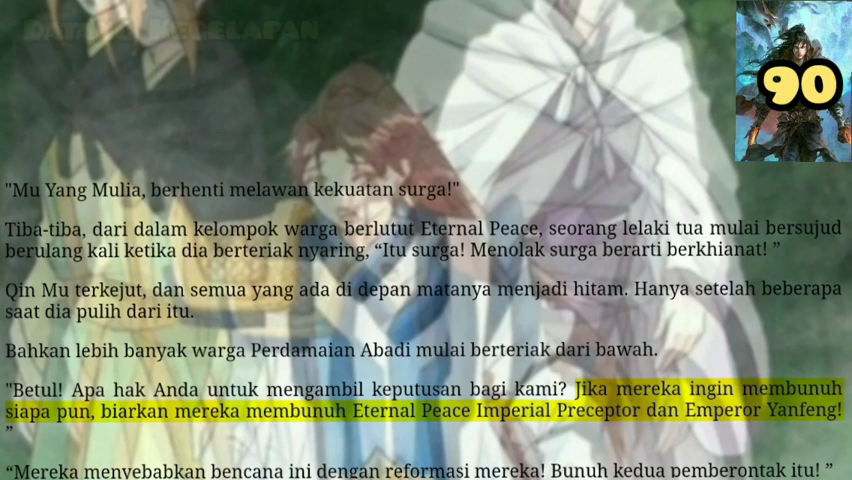 90
"Mu Yang Mulia, berhenti melawan kekuatan surga!"
Tiba-tiba, dari dalam kelompok warga berlutut Eternal Peace, seorang lelaki tua mulai bersujud
berulang kali ketika dia berteriak nyaring, “Itu surga! Menolak surga berarti berkhianat! ”
Qin Mu terkejut, dan semua yang ada di depan matanya menjadi hitam. Hanya setelah beberapa
saat dia pulih dari itu.
Bahkan lebih banyak warga Perdamaian Abadi mulai berteriak dari bawah.
"Betul! Apa hak Anda untuk mengambil keputusan bagi kami? Jika mereka ingin membunuh
siapa pun, biarkan mereka membunuh Eternal Peace Imperial Preceptor dan Emperor Yanfeng!
”
“Mereka menyebabkan bencana ini dengan reformasi mereka! Bunuh kedua pemberontak itu! ”